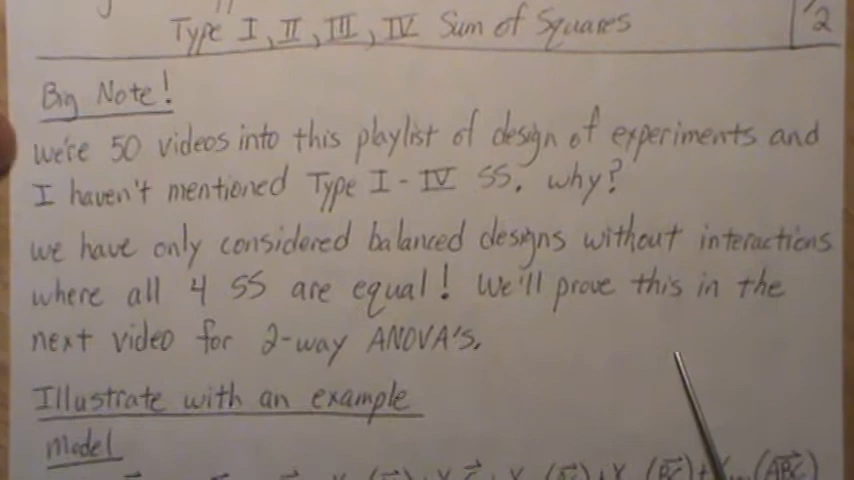 Type I, II, III, IV Sum of Squares
2
Big Note!
We're 50 videos into this playlist of design of experiments and
I haven't mentioned Type I - IV SS. Why?
we have only considered balanced designs without interactions
where all 4 SS are equal! We'll prove this in the
next video for 2-way ANOVA's.
Illustrate with an example
Model